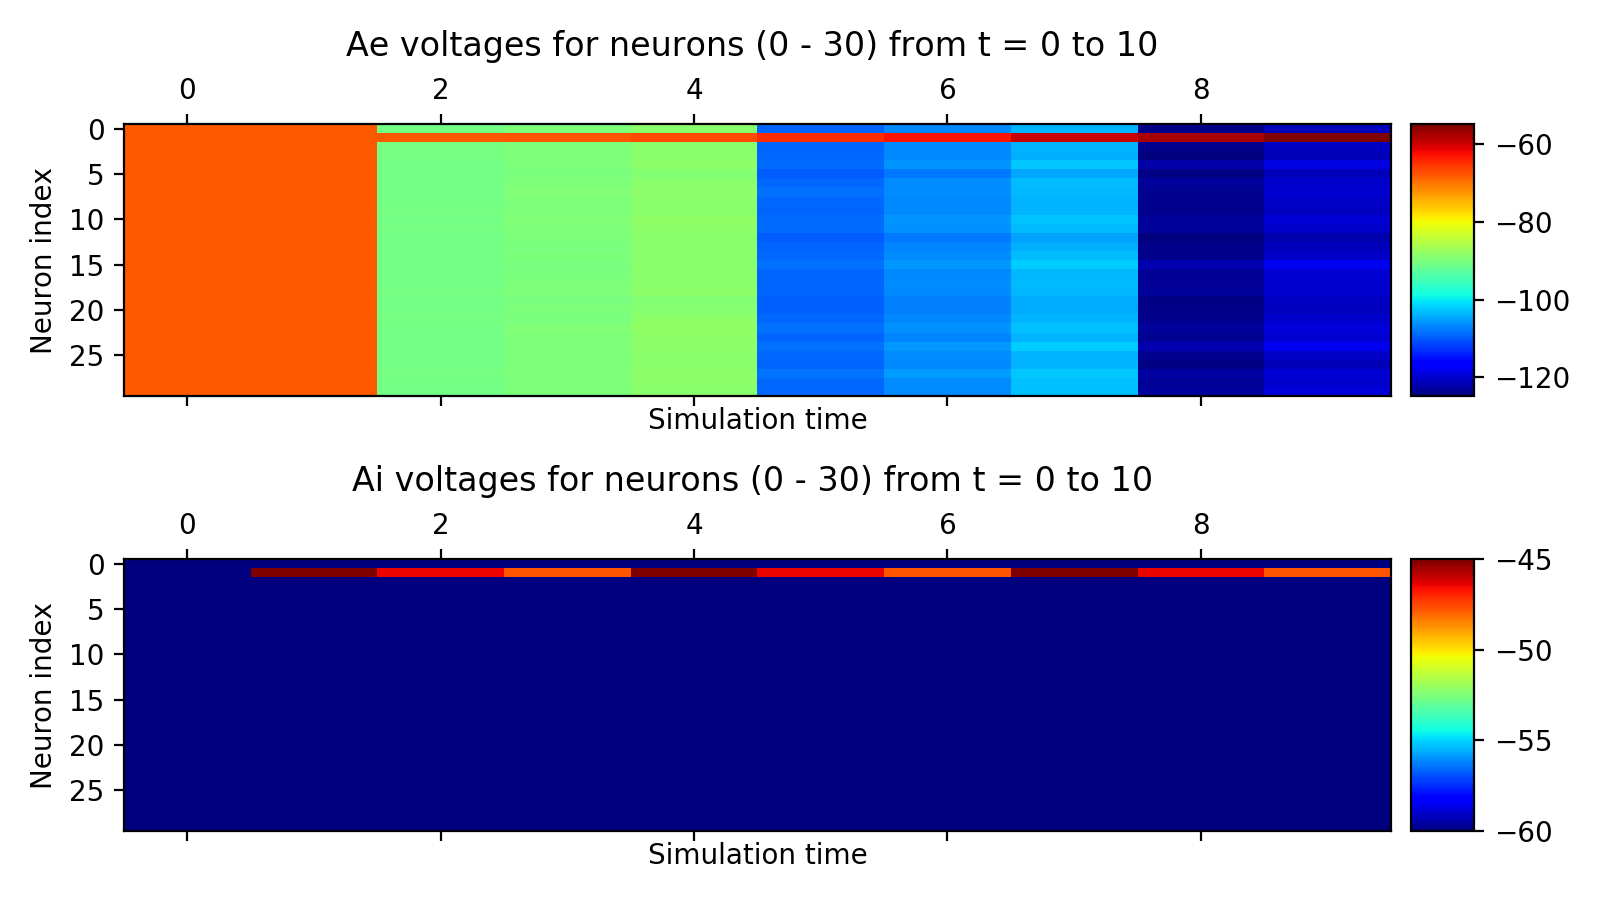 Ae voltages for neurons (0 - 30) from t = 0 to 10
0 2 4 6 8
Neuron index
0
5
10
15
20
25
−60
−80
−100
−120
Simulation time
Ai voltages for neurons (0 - 30) from t = 0 to 10
0 2 4 6 8
Neuron index
0
5
10
15
20
25
−45
−50
−55
−60
Simulation time